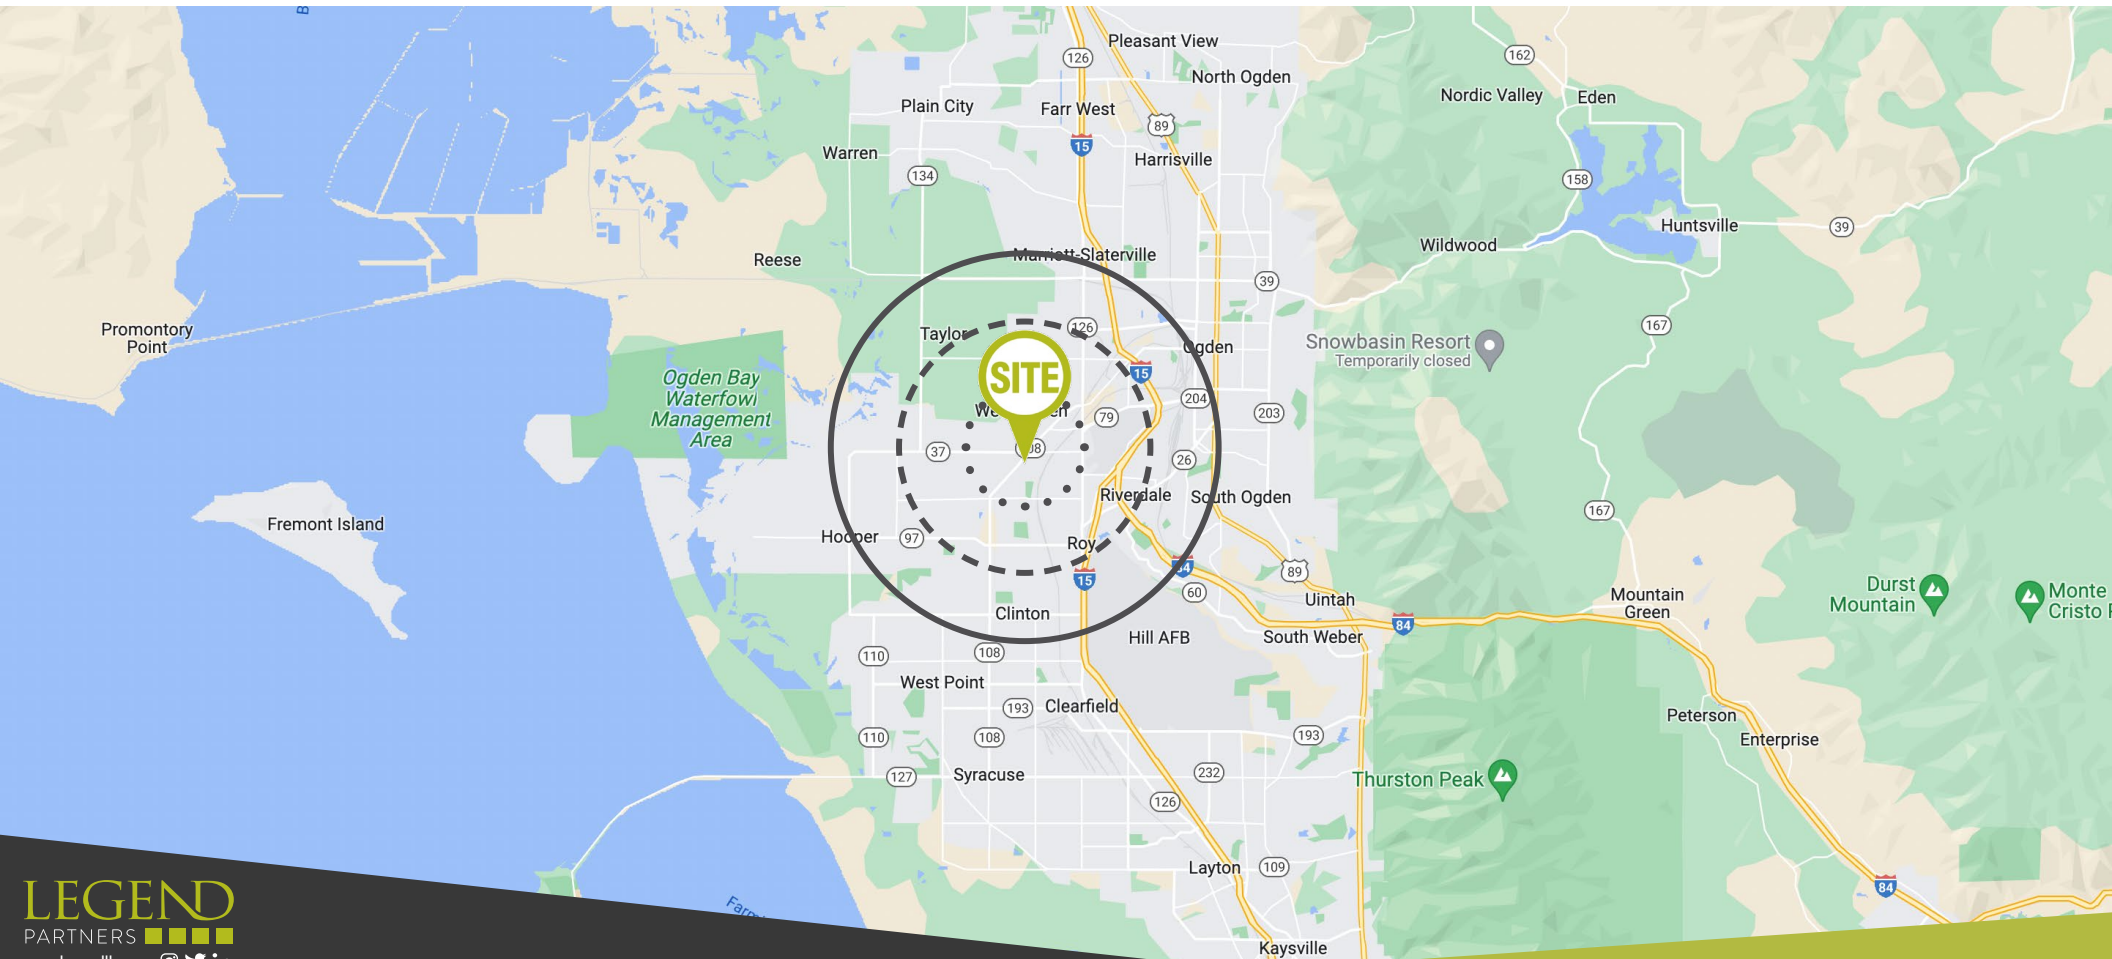 Pleasant View
126
162
North Ogden
Nordic Valley
Eden
Plain City
Farr West
89
15
Warren
Harrisville
134
158
Huntsville
39
Wildwood
Marriott-Slaterville
Reese
39
Promontory
Point
Taylor
126
167
Ogden
Snowbasin Resort
Temporarily closed
15
SITE
Ogden Bay
Waterfowl
Management
Area
204
203
79
37
26
Riverdale
South Ogden
167
Fremont Island
Hooper
97
Roy
15
84
89
60
Uintah
Mountain
Green
Durst
Mountain
Monte
Cristo
Clinton
84
Hill AFB
South Weber
110
108
West Point
193
Clearfield
Peterson
110
108
193
Enterprise
127
Syracuse
232
Thurston Peak
126
Layton
109
84
LEGEND
PARTNERS
Kaysville